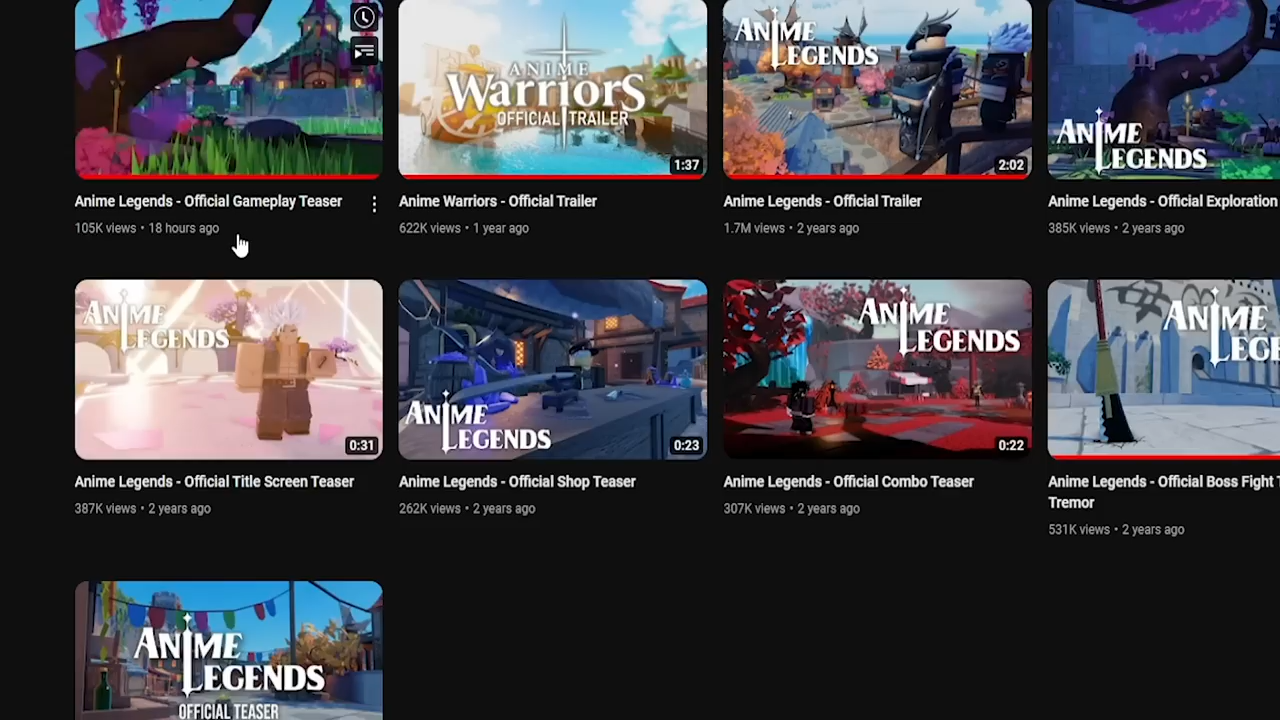 ANIME
Warriors
OFFICIAL TRAILER
1:37
ANIME
LEGENDS
2:02
ANIME
LEGENDS
Anime Legends - Official Gameplay Teaser
105K views • 18 hours ago
Anime Warriors - Official Trailer
622K views • 1 year ago
Anime Legends - Official Trailer
1.7M views • 2 years ago
Anime Legends - Official Exploration
385K views • 2 years ago
ANIME
LEGENDS
0:31
ANIME
LEGENDS
0:23
ANIME
LEGENDS
0:22
ANIME
Anime Legends - Official Title Screen Teaser
387K views • 2 years ago
Anime Legends - Official Shop Teaser
262K views • 2 years ago
Anime Legends - Official Combo Teaser
307K views • 2 years ago
Anime Legends - Official Boss Fight
Tremor
531K views • 2 years ago
ANIME
LEGENDS
OFFICIAL TEASER